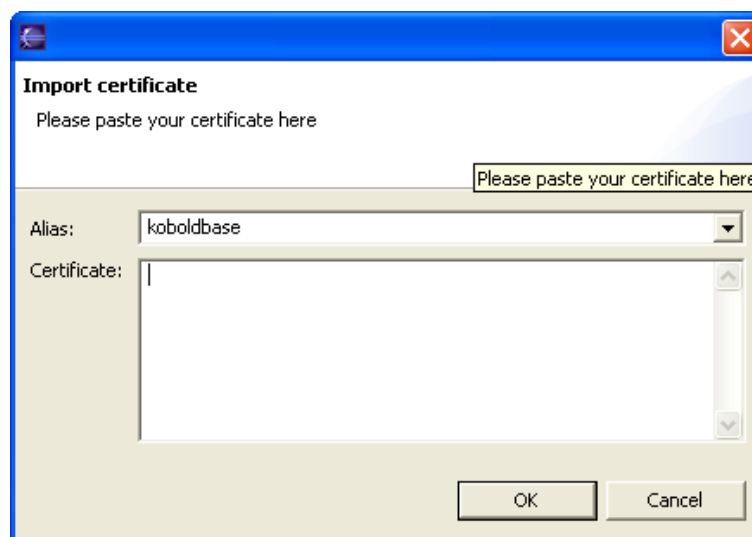 Import certificate
Please paste your certificate here
Please paste your certificate here
Alias: koboldbase
Certificate:
OK Cancel